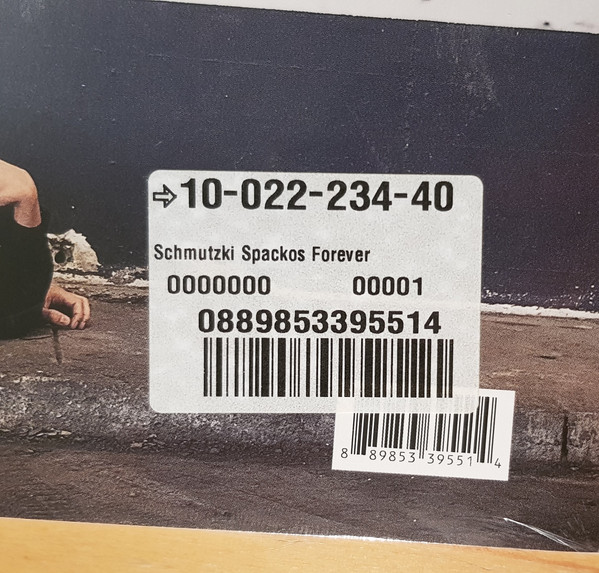 ⇨10-022-234-40
Schmutzki Spackos Forever
0000000 00001
0889853395514
8 89853 39551 4